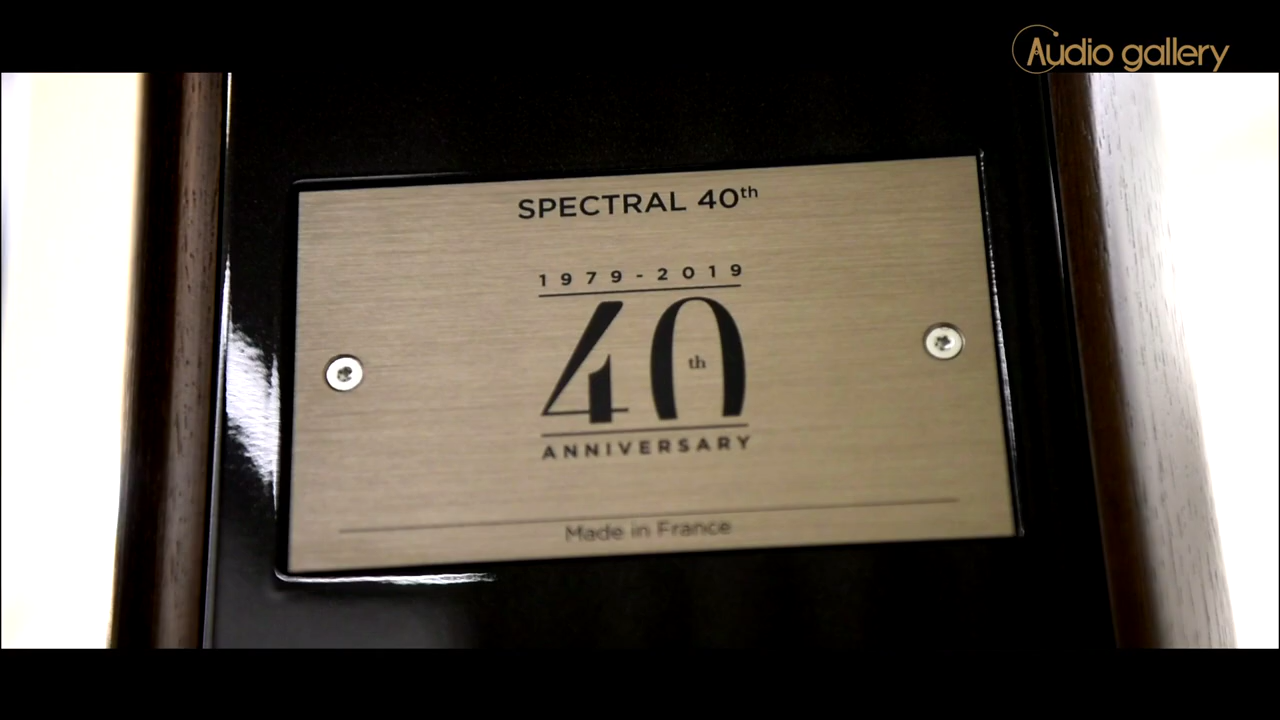 Audio gallery
SPECTRAL 40th
1979-2019
40th
ANNIVERSARY
Made in France